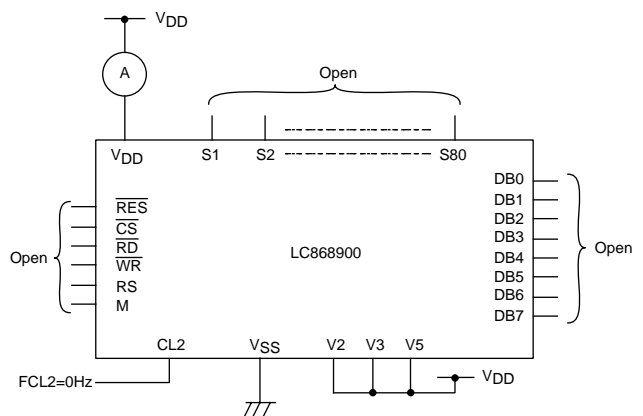 VDD
A
Open
VDD
S1 S2 S80
DB0
DB1
DB2
DB3
DB4
DB5
DB6
DB7
Open
Open
RES
CS
RD
WR
RS
M
LC868900
CL2 VSS V2 V3 V5
FCL2=0Hz
VDD